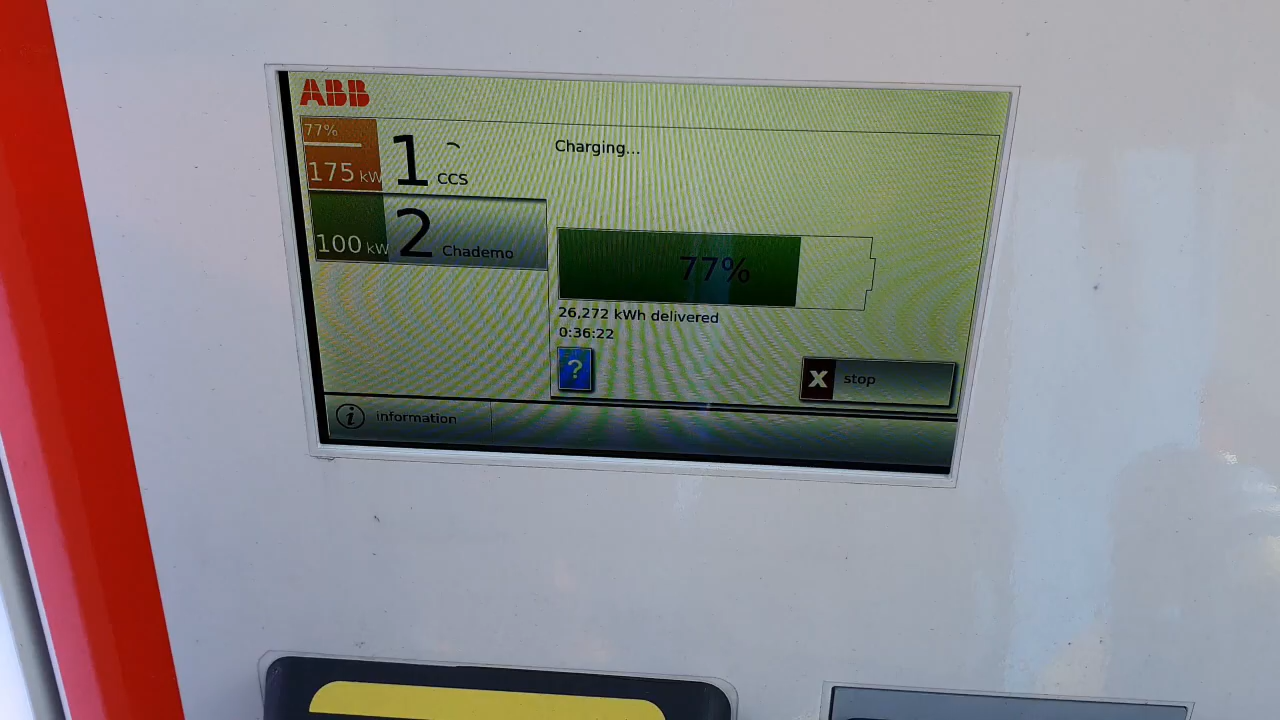 ABB
77%
175 kW
1
CCS
100 kW
2
Chademo
Charging...
77%
26,272 kWh delivered
0:36:22
?
X stop
i information